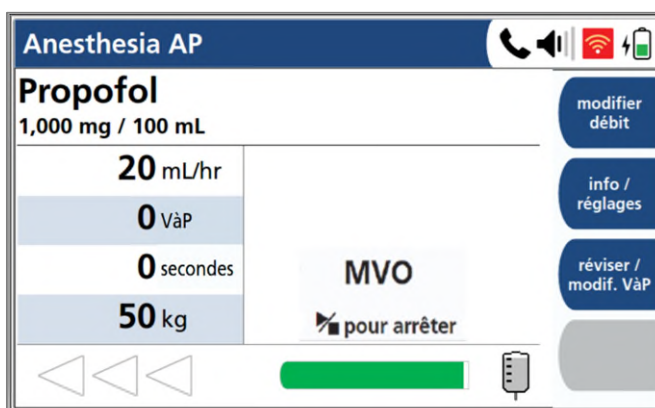 Anesthesia AP
Propofol
1,000 mg / 100 mL
20 mL/hr
0 VàP
0 secondes
50 kg
MVO
pour arrêter
modifier
débit
info /
réglages
réviser /
modif. VàP